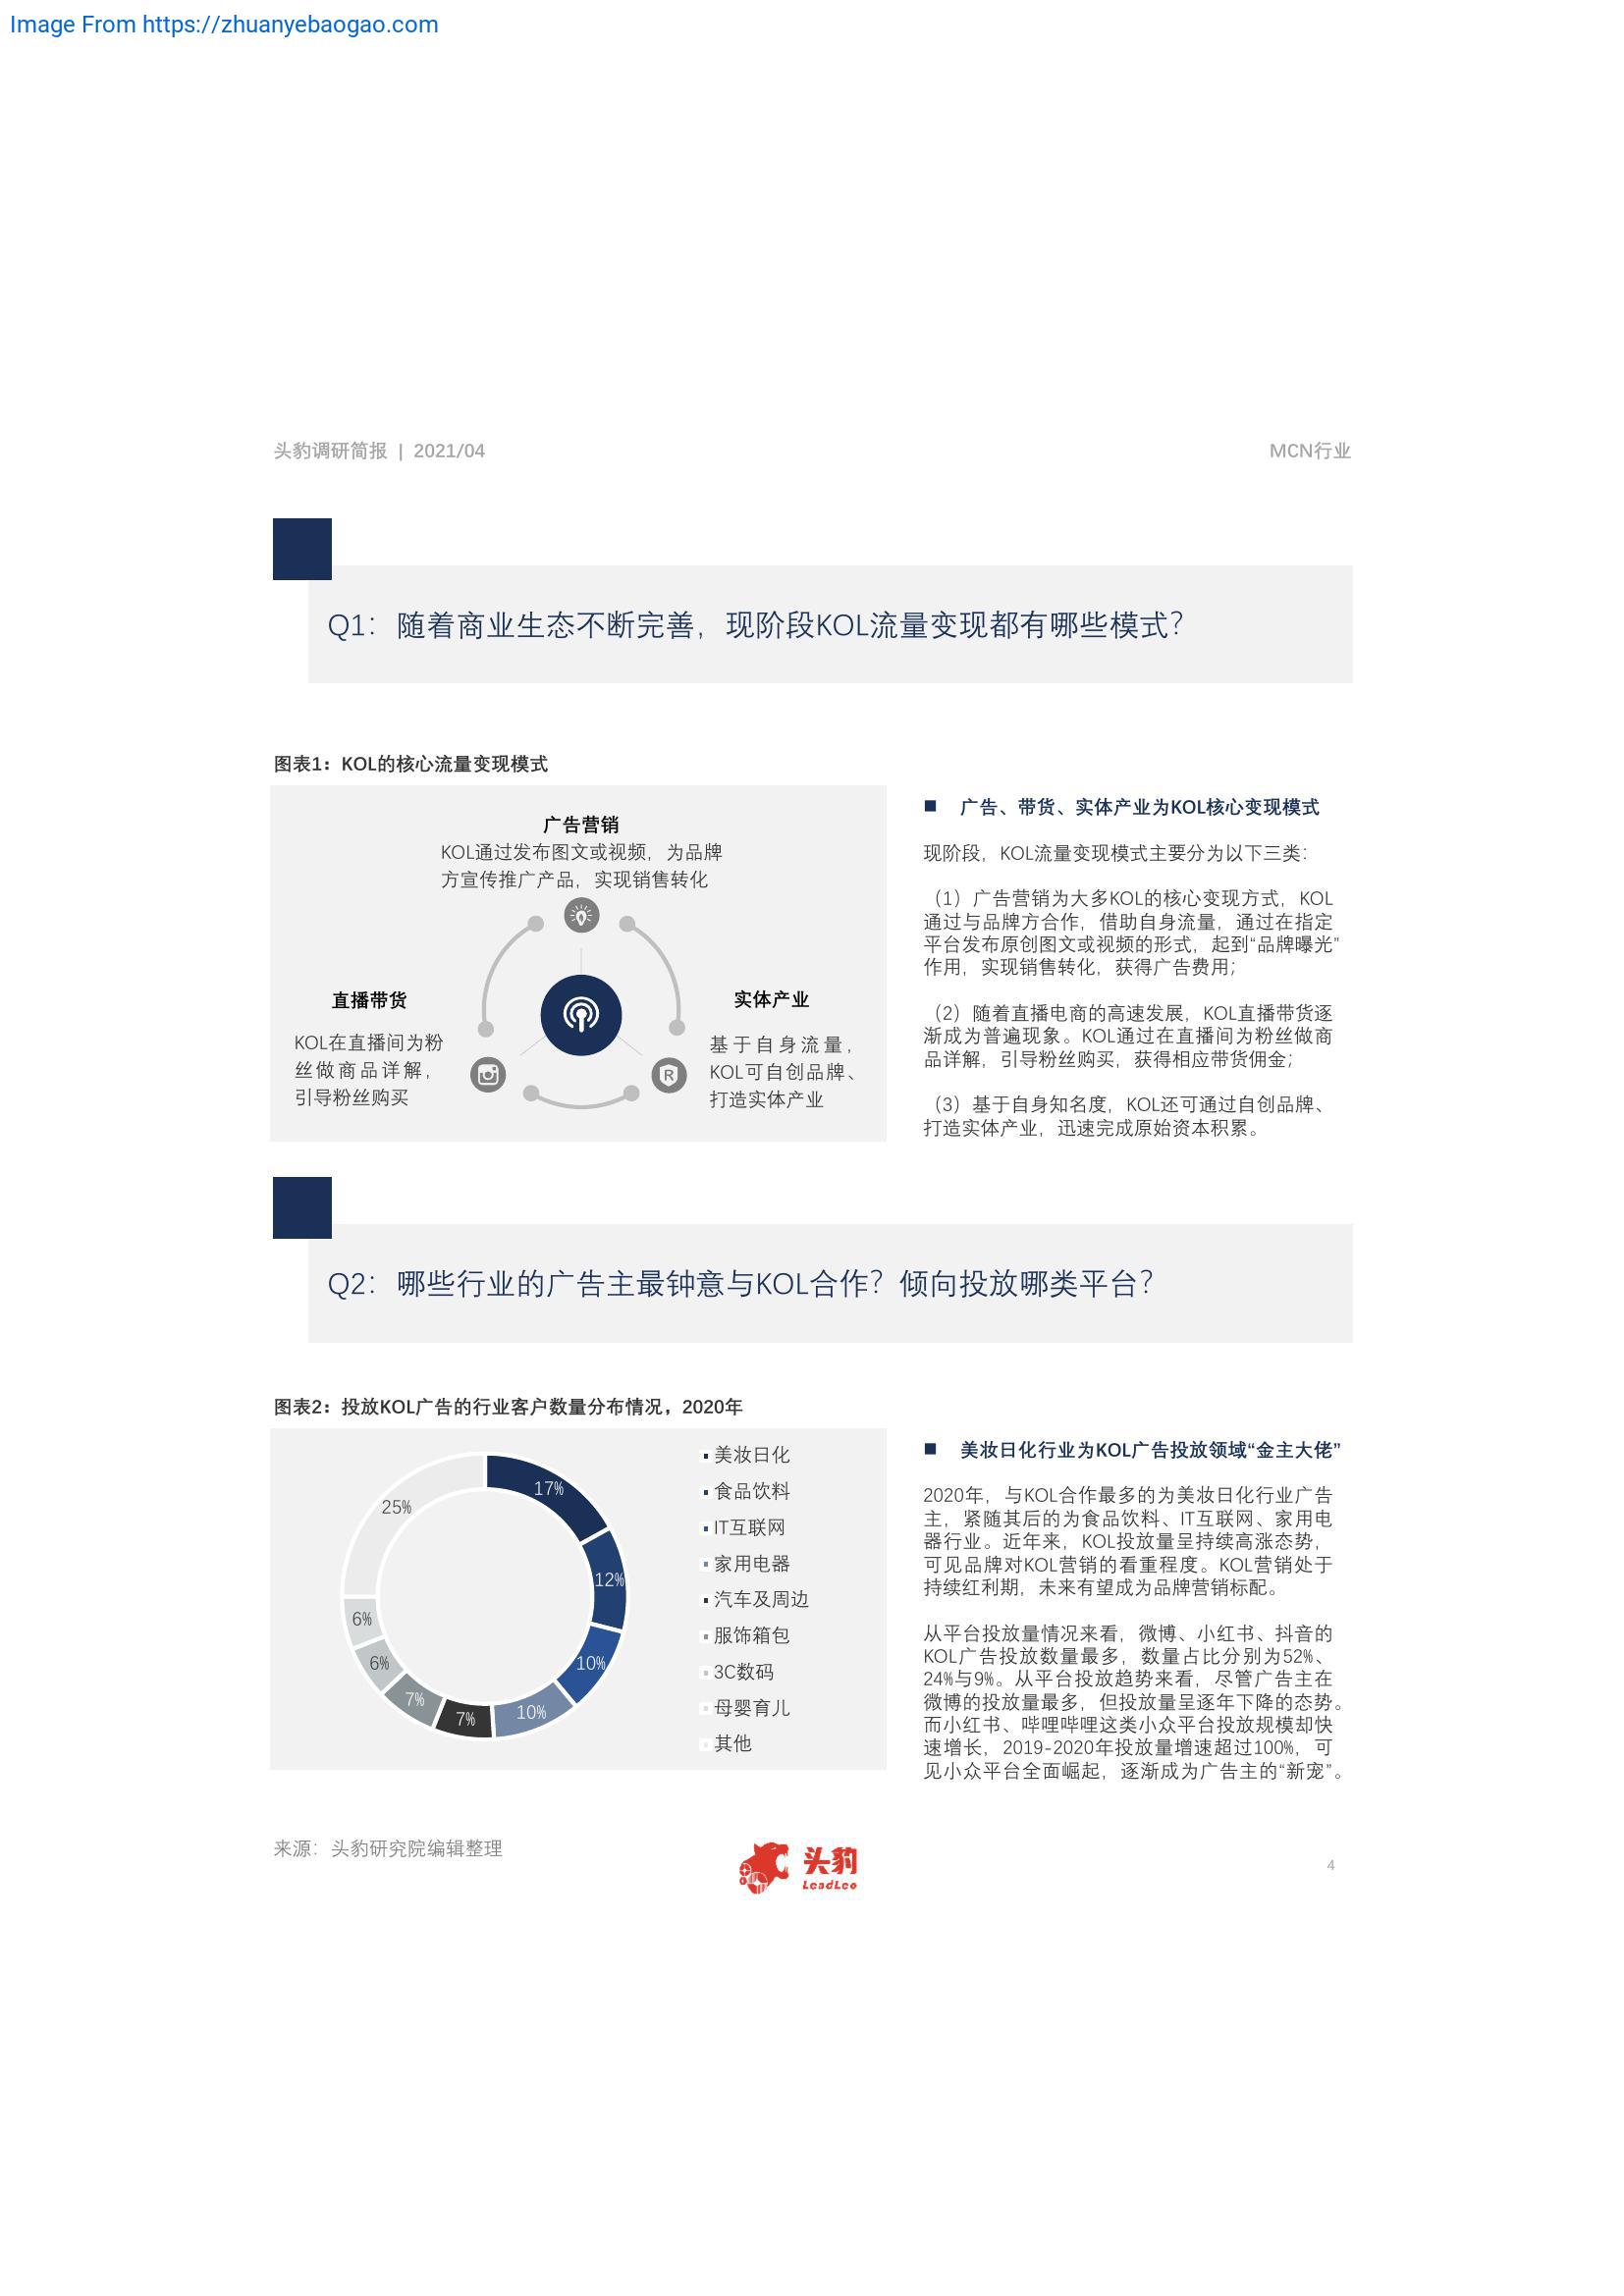 Image From https://zhuanyebaogao.com
头豹调研简报 | 2021/04
MCN行业
Q1：随着商业生态不断完善，现阶段KOL流量变现都有哪些模式？
图表1：KOL的核心流量变现模式
广告营销
KOL通过发布图文或视频，为品牌
方宣传推广产品，实现销售转化
直播带货
KOL在直播间为粉
丝做商品详解，
引导粉丝购买
实体产业
基于自身流量，
KOL可自创品牌、
打造实体产业
R
■ 广告、带货、实体产业为KOL核心变现模式
现阶段，KOL流量变现模式主要分为以下三类：
（1）广告营销为大多KOL的核心变现方式，KOL
通过与品牌方合作，借助自身流量，通过在指定
平台发布原创图文或视频的形式，起到“品牌曝光”
作用，实现销售转化，获得广告费用；
（2）随着直播电商的高速发展，KOL直播带货逐
渐成为普遍现象。KOL通过在直播间为粉丝做商
品详解，引导粉丝购买，获得相应带货佣金；
（3）基于自身知名度，KOL还可通过自创品牌、
打造实体产业，迅速完成原始资本积累。
Q2：哪些行业的广告主最钟意与KOL合作？倾向投放哪类平台？
图表2：投放KOL广告的行业客户数量分布情况，2020年
17%
12%
10%
10%
7%
7%
6%
6%
25%
美妆日化
食品饮料
IT互联网
家用电器
汽车及周边
服饰箱包
3C数码
母婴育儿
其他
■ 美妆日化行业为KOL广告投放领域“金主大佬”
2020年，与KOL合作最多的为美妆日化行业广告
主，紧随其后的为食品饮料、IT互联网、家用电
器行业。近年来，KOL投放量呈持续高涨态势，
可见品牌对KOL营销的看重程度。KOL营销处于
持续红利期，未来有望成为品牌营销标配。
从平台投放量情况来看，微博、小红书、抖音的
KOL广告投放数量最多，数量占比分别为52%、
24%与9%。从平台投放趋势来看，尽管广告主在
微博的投放量最多，但投放量呈逐年下降的态势。
而小红书、哔哩哔哩这类小众平台投放规模却快
速增长，2019-2020年投放量增速超过100%，可
见小众平台全面崛起，逐渐成为广告主的“新宠”。
来源：头豹研究院编辑整理
头豹
LeadLeo
4